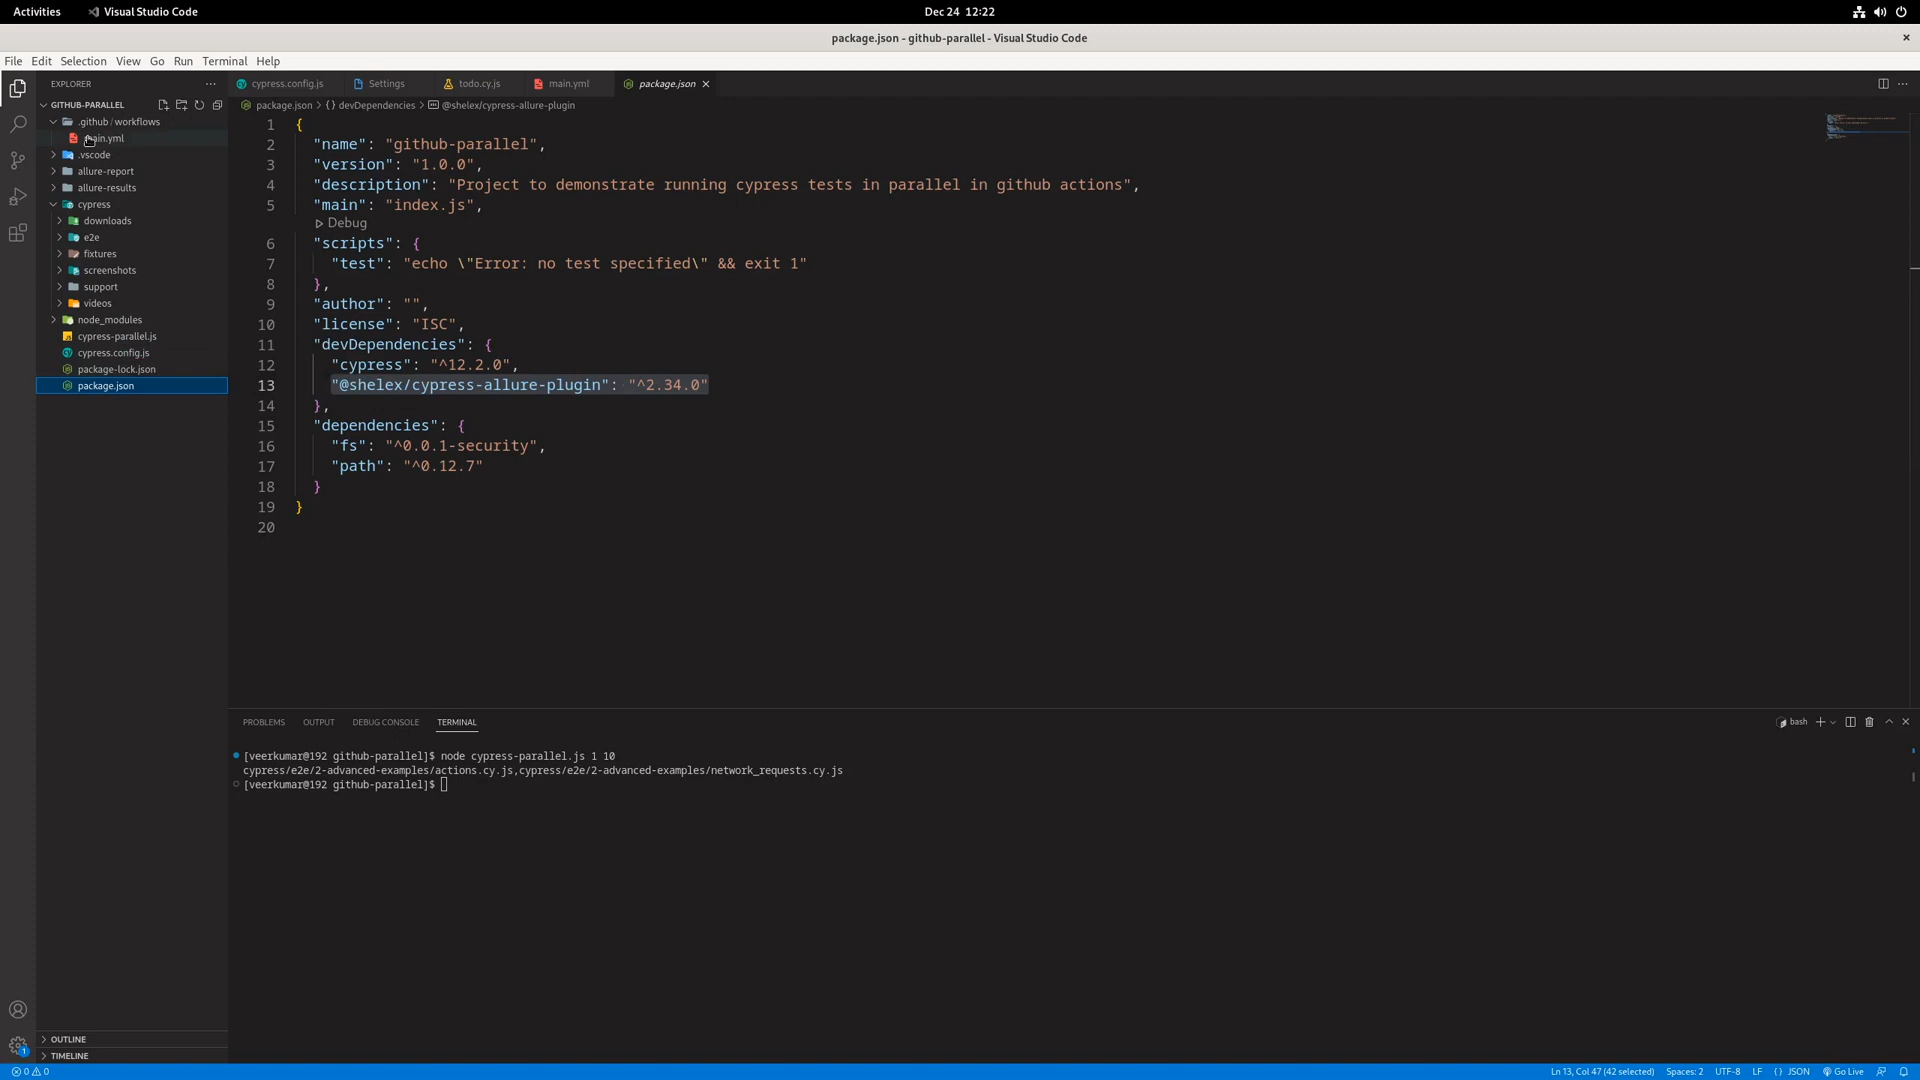 Activities Visual Studio Code Dec 24 12:22
package.json - github-parallel - Visual Studio Code
File Edit Selection View Go Run Terminal Help
EXPLORER
GITHUB-PARALLEL
.github / workflows
main.yml
.vscode
allure-report
allure-results
cypress
downloads
e2e
fixtures
screenshots
support
videos
node_modules
cypress-parallel.js
cypress.config.js
package-lock.json
package.json
OUTLINE
TIMELINE
cypress.config.js Settings todo.cy.js main.yml package.json
package.json > { } devDependencies > @shelex/cypress-allure-plugin
1 {
2 "name": "github-parallel",
3 "version": "1.0.0",
4 "description": "Project to demonstrate running cypress tests in parallel in github actions",
5 "main": "index.js",
Debug
6 "scripts": {
7 "test": "echo \"Error: no test specified\" && exit 1"
8 },
9 "author": "",
10 "license": "ISC",
11 "devDependencies": {
12 "cypress": "^12.2.0",
13 "@shelex/cypress-allure-plugin": "^2.34.0"
14 },
15 "dependencies": {
16 "fs": "^0.0.1-security",
17 "path": "^0.12.7"
18 }
19 }
20
PROBLEMS OUTPUT DEBUG CONSOLE TERMINAL
bash
[veerkumar@192 github-parallel]$ node cypress-parallel.js 1 10
cypress/e2e/2-advanced-examples/actions.cy.js,cypress/e2e/2-advanced-examples/network_requests.cy.js
[veerkumar@192 github-parallel]$
1
0 0 Ln 13, Col 47 (42 selected) Spaces: 2 UTF-8 LF { } JSON Go Live